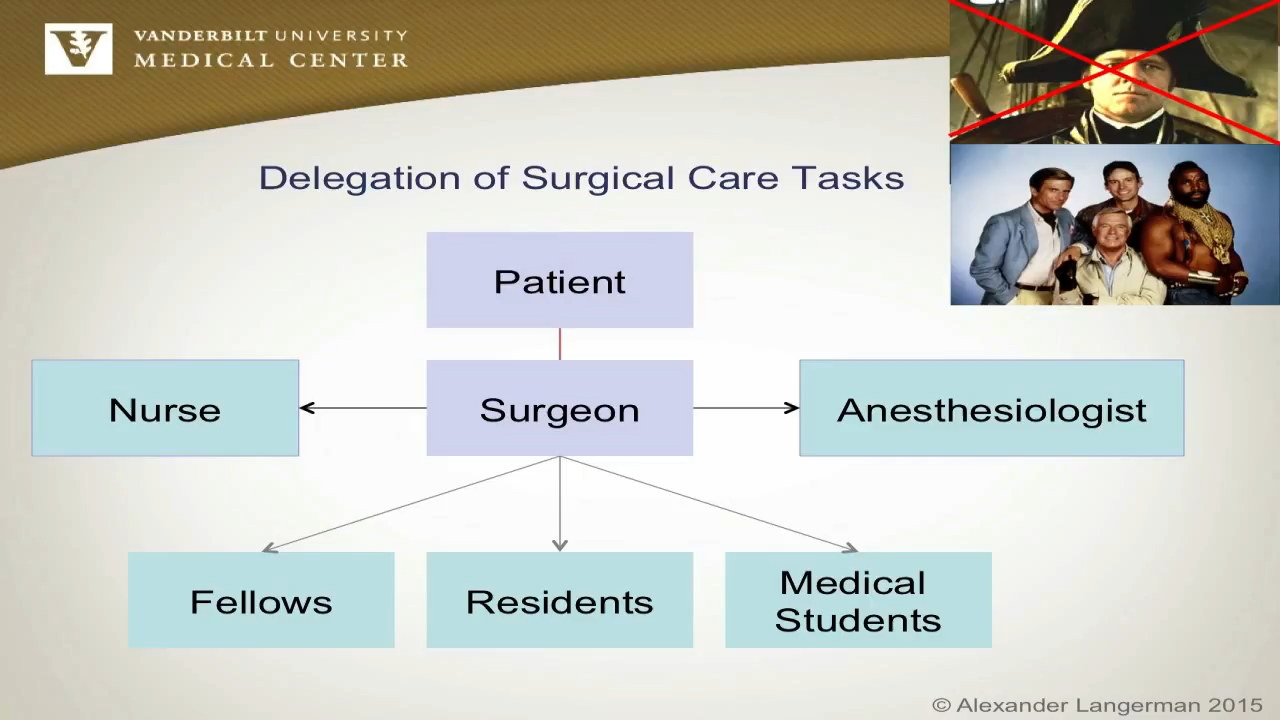 VANDERBILT UNIVERSITY
MEDICAL CENTER
Delegation of Surgical Care Tasks
Patient
Nurse
Surgeon
Anesthesiologist
Fellows
Residents
Medical
Students
© Alexander Langerman 2015